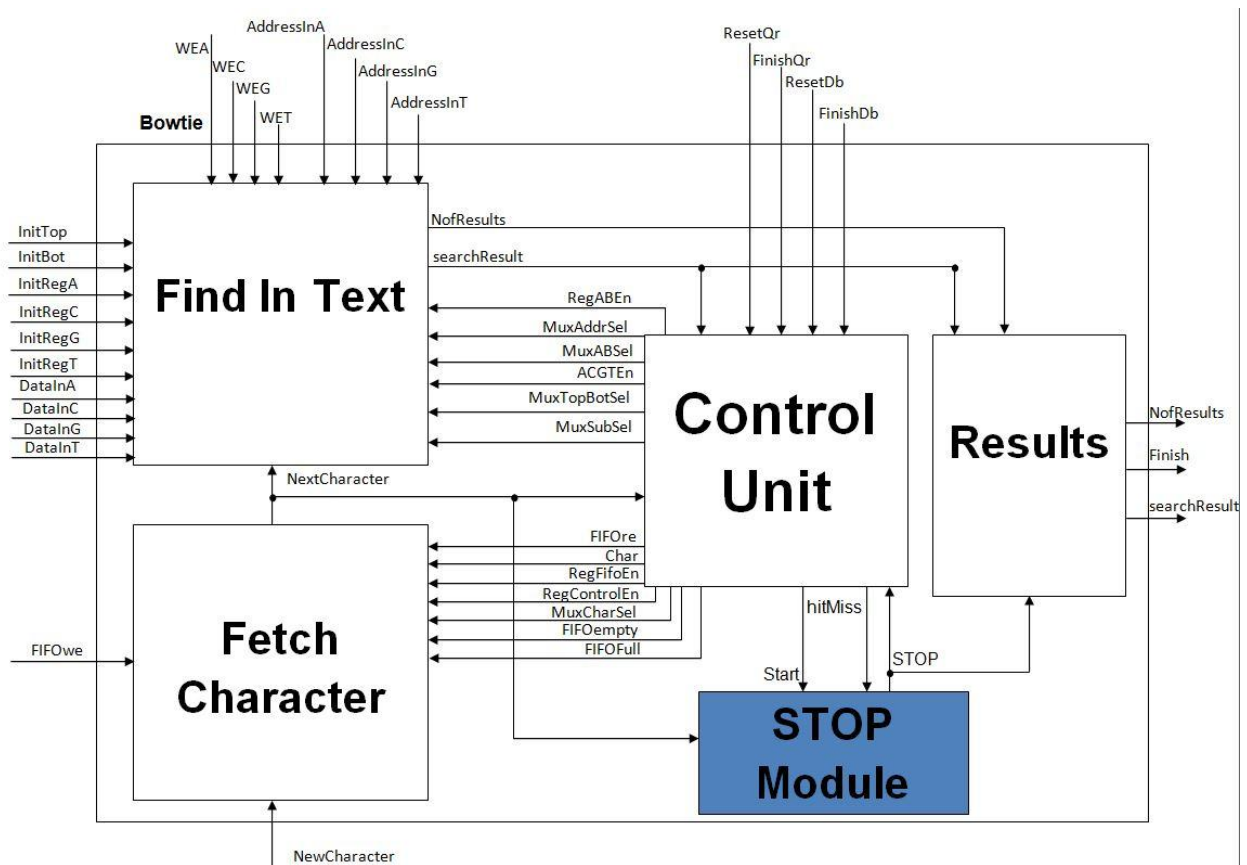 AddressInA
ResetQr
WEA
AddressInC
FinishQr
WEC
AddressInG
ResetDb
WEG
AddressInT
FinishDb
WET
Bowtie
NofResults
InitTop
InitBot
searchResult
InitRegA
Find In Text
RegABEn
InitRegC
MuxAddrSel
InitRegG
MuxABSel
InitRegT
ACGTEn
DataInA
MuxTopBotSel
DataInC
DataInG
MuxSubSel
DataInT
Control
Unit
Results
NofResults
Finish
searchResult
NextCharacter
FIFOre
Char
RegFifoEn
RegControlEn
MuxCharSel
FIFOempty
FIFOFull
hitMiss
Fetch
Character
FIFOwe
STOP
Start
STOP
Module
NewCharacter